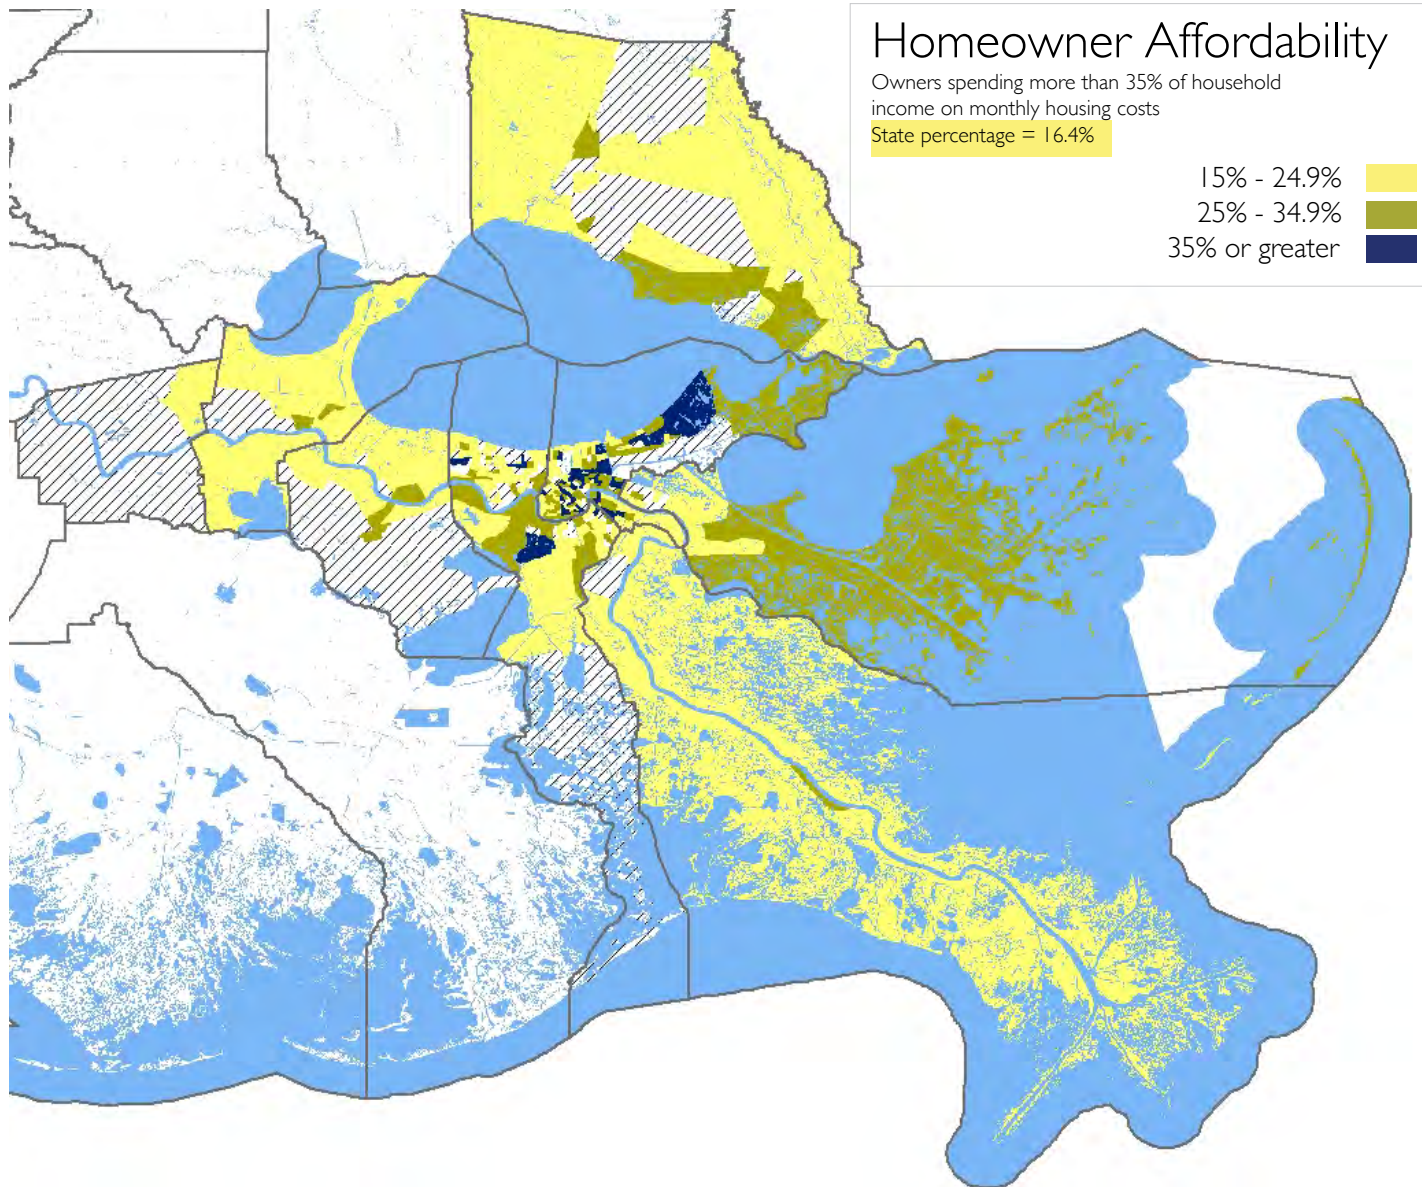 Homeowner Affordability
Owners spending more than 35% of household
income on monthly housing costs
State percentage = 16.4%
15% - 24.9%
25% - 34.9%
35% or greater